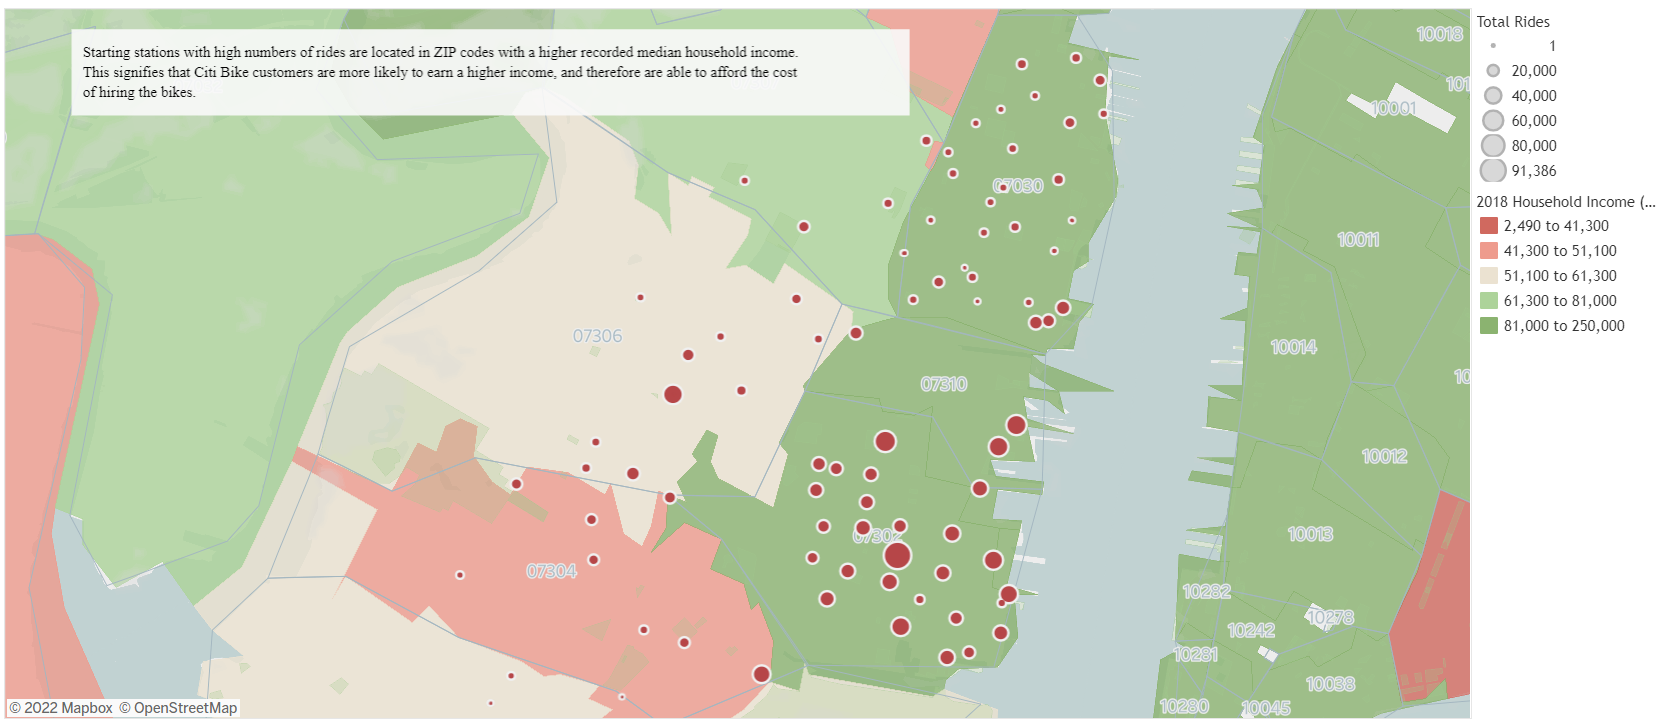 Starting stations with high numbers of rides are located in ZIP codes with a higher recorded median household income.
This signifies that Citi Bike customers are more likely to earn a higher income, and therefore are able to afford the cost
of hiring the bikes.
Total Rides
1
20,000
40,000
60,000
80,000
91,386
2018 Household Income (...
2,490 to 41,300
41,300 to 51,100
51,100 to 61,300
61,300 to 81,000
81,000 to 250,000
10018
101
10001
07030
10011
07306
10014
10
07310
10012
07302
10013
07304
10282
10278
10242
10281
10038
10280
10045
© 2022 Mapbox © OpenStreetMap